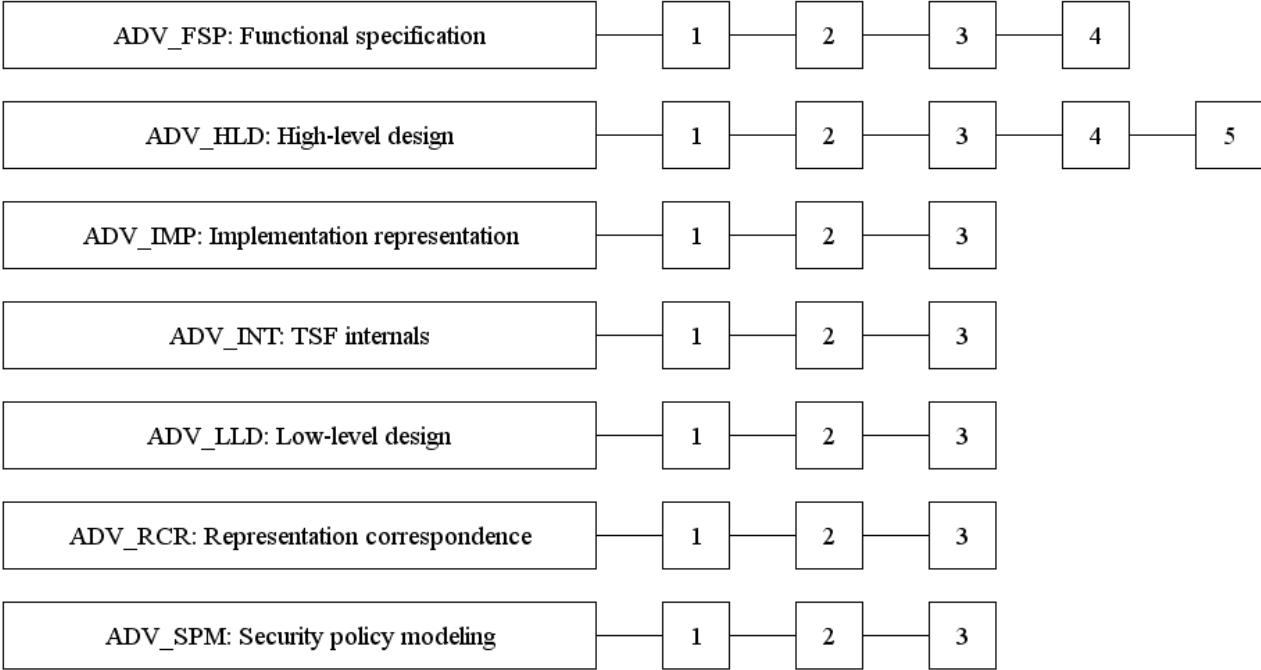 ADV_FSP: Functional specification 1 2 3 4
ADV_HLD: High-level design 1 2 3 4 5
ADV_IMP: Implementation representation 1 2 3
ADV_INT: TSF internals 1 2 3
ADV_LLD: Low-level design 1 2 3
ADV_RCR: Representation correspondence 1 2 3
ADV_SPM: Security policy modeling 1 2 3